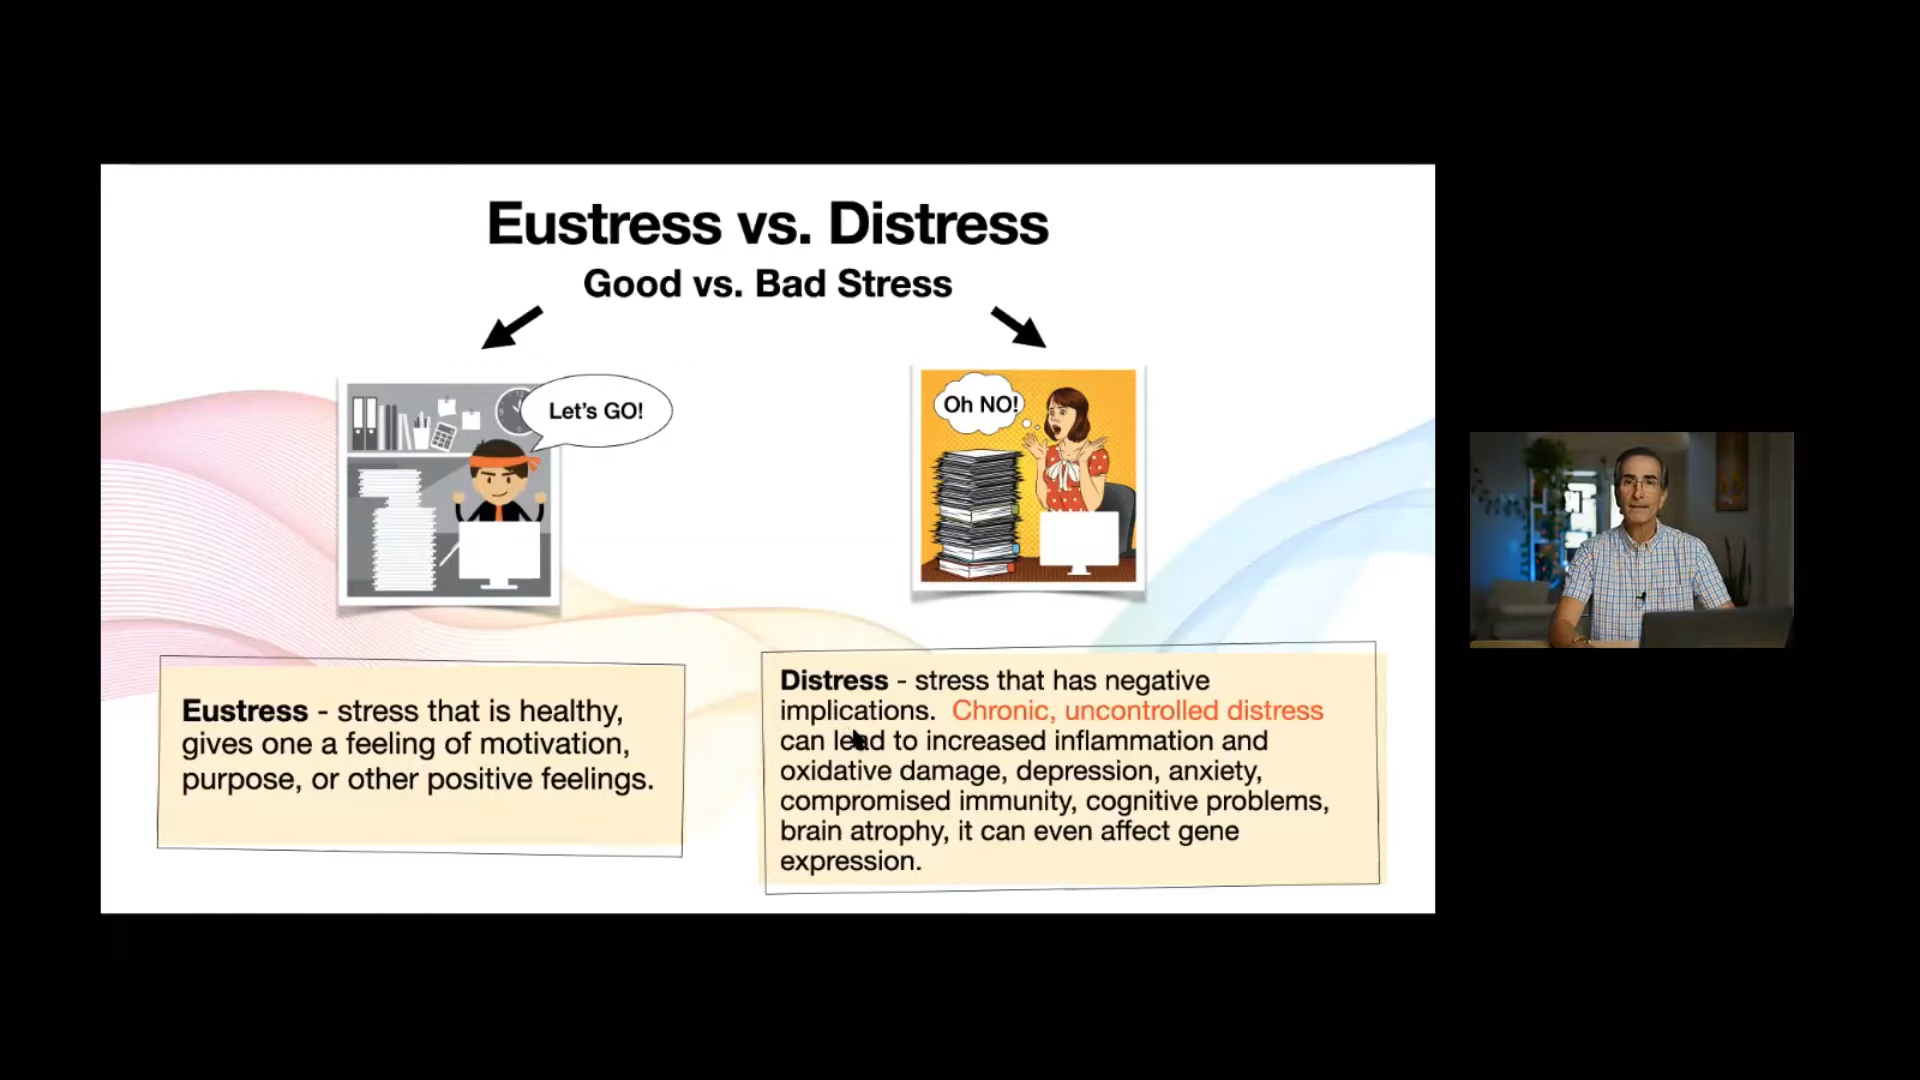 Eustress vs. Distress
Good vs. Bad Stress
Let's GO!
Oh NO!
Eustress - stress that is healthy,
gives one a feeling of motivation,
purpose, or other positive feelings.
Distress - stress that has negative
implications. Chronic, uncontrolled distress
can lead to increased inflammation and
oxidative damage, depression, anxiety,
compromised immunity, cognitive problems,
brain atrophy, it can even affect gene
expression.